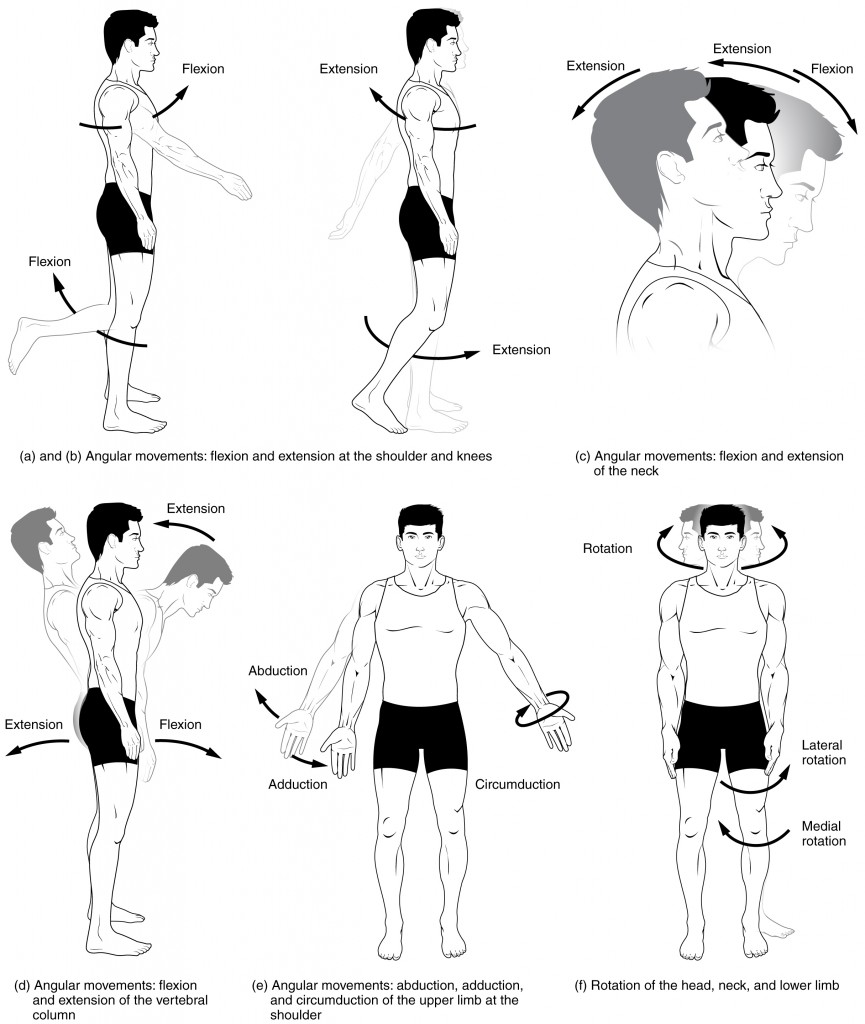 Flexion
Extension
Extension
Extension
Flexion
Flexion
Extension
(a) and (b) Angular movements: flexion and extension at the shoulder and knees
(c) Angular movements: flexion and extension
of the neck
Extension
Extension
Flexion
Abduction
Adduction
Circumduction
Rotation
Lateral
rotation
Medial
rotation
(d) Angular movements: flexion
and extension of the vertebral
column
(e) Angular movements: abduction, adduction,
and circumduction of the upper limb at the
shoulder
(f) Rotation of the head, neck, and lower limb